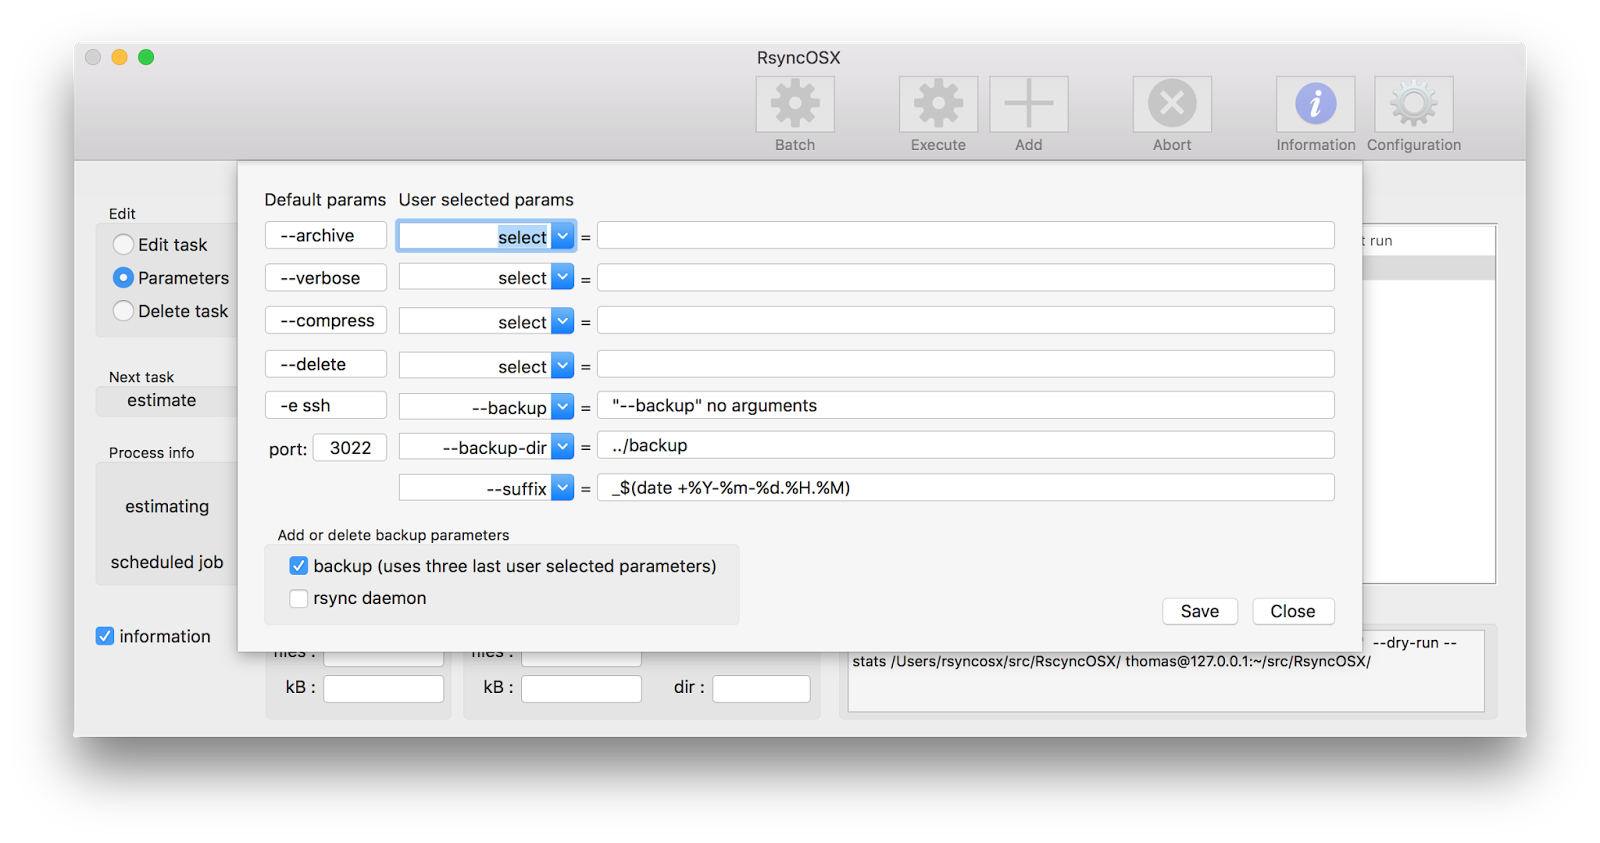 RsyncOSX
Batch
Execute
Add
Abort
Information
Configuration
Default params
User selected params
Edit
Edit task
Parameters
Delete task
Next task
estimate
Process info
estimating
scheduled job
information
--archive
select
=
--verbose
select
=
--compress
select
=
--delete
select
=
-e ssh
--backup
=
"--backup" no arguments
port:
3022
--backup-dir
=
../backup
--suffix
=
_$(date +%Y-%m-%d.%H.%M)
Add or delete backup parameters
backup (uses three last user selected parameters)
rsync daemon
Save
Close
t run
kB :
kB :
dir :
--dry-run --
stats /Users/rsyncosx/src/RscyncOSX/ thomas@127.0.0.1:~/src/RsyncOSX/